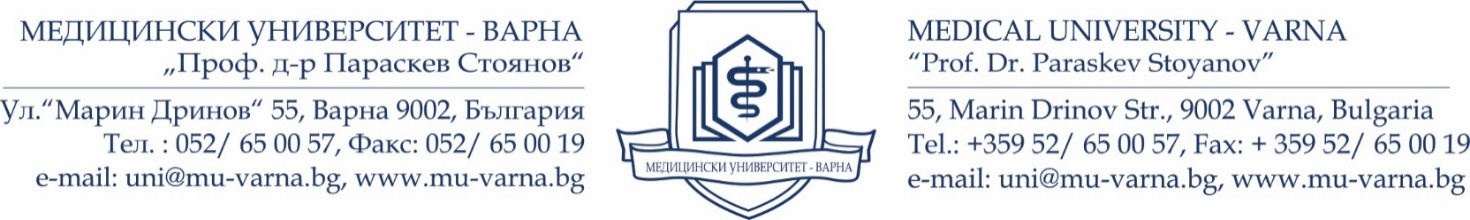 МЕДИЦИНСКИ УНИВЕРСИТЕТ - ВАРНА
„Проф. д-р Параскев Стоянов“
Ул.“Марин Дринов“ 55, Варна 9002, България
Тел. : 052/ 65 00 57, Факс: 052/ 65 00 19
e-mail: uni@mu-varna.bg, www.mu-varna.bg
МЕДИЦИНСКИ УНИВЕРСИТЕТ - ВАРНА
MEDICAL UNIVERSITY - VARNA
“Prof. Dr. Paraskev Stoyanov”
55, Marin Drinov Str., 9002 Varna, Bulgaria
Tel.: +359 52/ 65 00 57, Fax: + 359 52/ 65 00 19
e-mail: uni@mu-varna.bg, www.mu-varna.bg